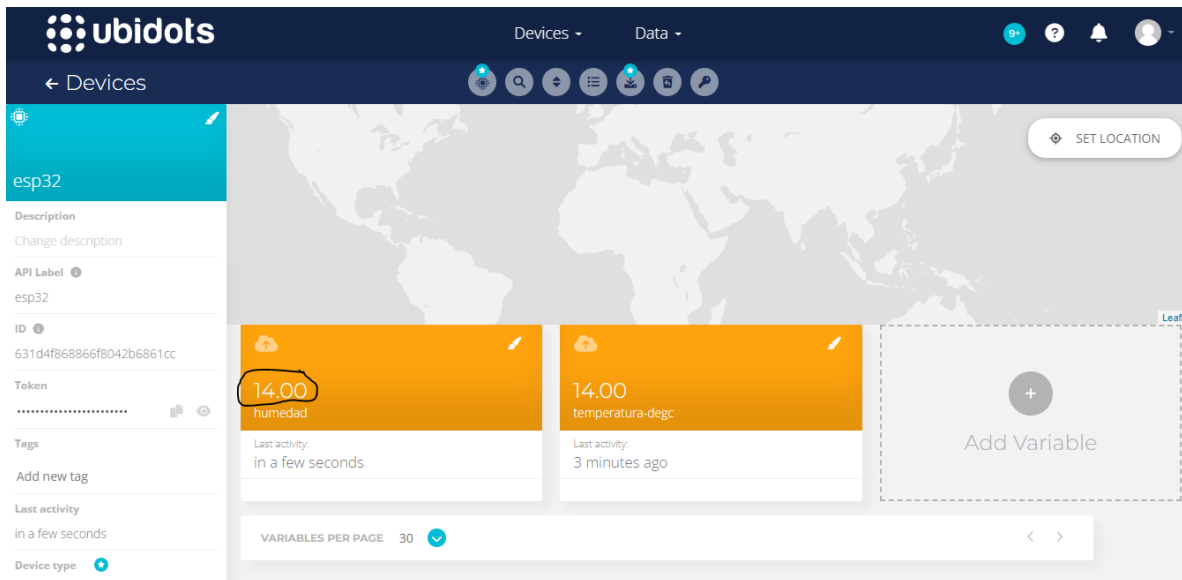 ubidots
Devices
Data
9+
?
← Devices
esp32
SET LOCATION
Description
Change description
API Label
esp32
ID
631d4f868866f8042b6861cc
Token
........................
Tags
Add new tag
Last activity
in a few seconds
Device type
Leaf
14.00
humedad
Last activity:
in a few seconds
14.00
temperatura-degc
Last activity:
3 minutes ago
+
Add Variable
VARIABLES PER PAGE 30